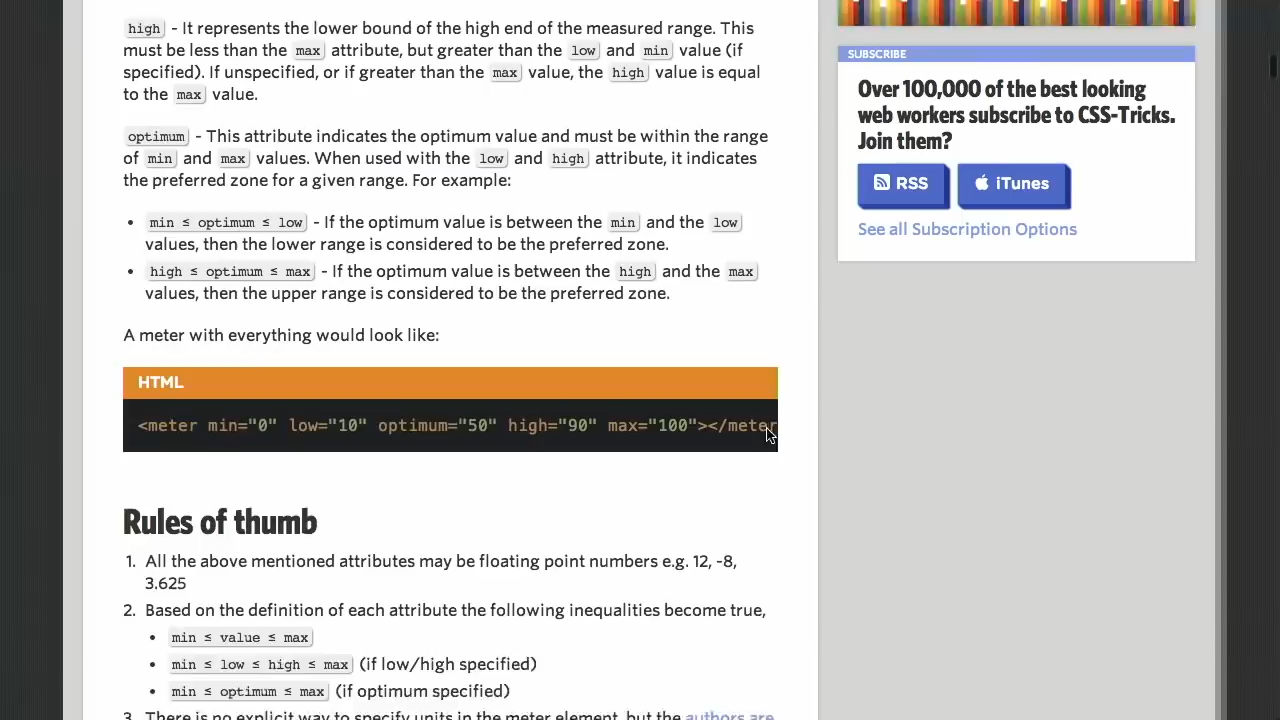 high - It represents the lower bound of the high end of the measured range. This
must be less than the max attribute, but greater than the low and min value (if
specified). If unspecified, or if greater than the max value, the high value is equal
to the max value.
optimum - This attribute indicates the optimum value and must be within the range
of min and max values. When used with the low and high attribute, it indicates
the preferred zone for a given range. For example:
• min ≤ optimum ≤ low - If the optimum value is between the min and the low
values, then the lower range is considered to be the preferred zone.
• high ≤ optimum ≤ max - If the optimum value is between the high and the max
values, then the upper range is considered to be the preferred zone.
A meter with everything would look like:
HTML
<meter min="0" low="10" optimum="50" high="90" max="100"></meter
Rules of thumb
1. All the above mentioned attributes may be floating point numbers e.g. 12, -8,
3.625
2. Based on the definition of each attribute the following inequalities become true,
• min ≤ value ≤ max
• min ≤ low ≤ high ≤ max (if low/high specified)
• min ≤ optimum ≤ max (if optimum specified)
3. There is no explicit way to specify units in the meter element, but the authors are
SUBSCRIBE
Over 100,000 of the best looking
web workers subscribe to CSS-Tricks.
Join them?
RSS
iTunes
See all Subscription Options